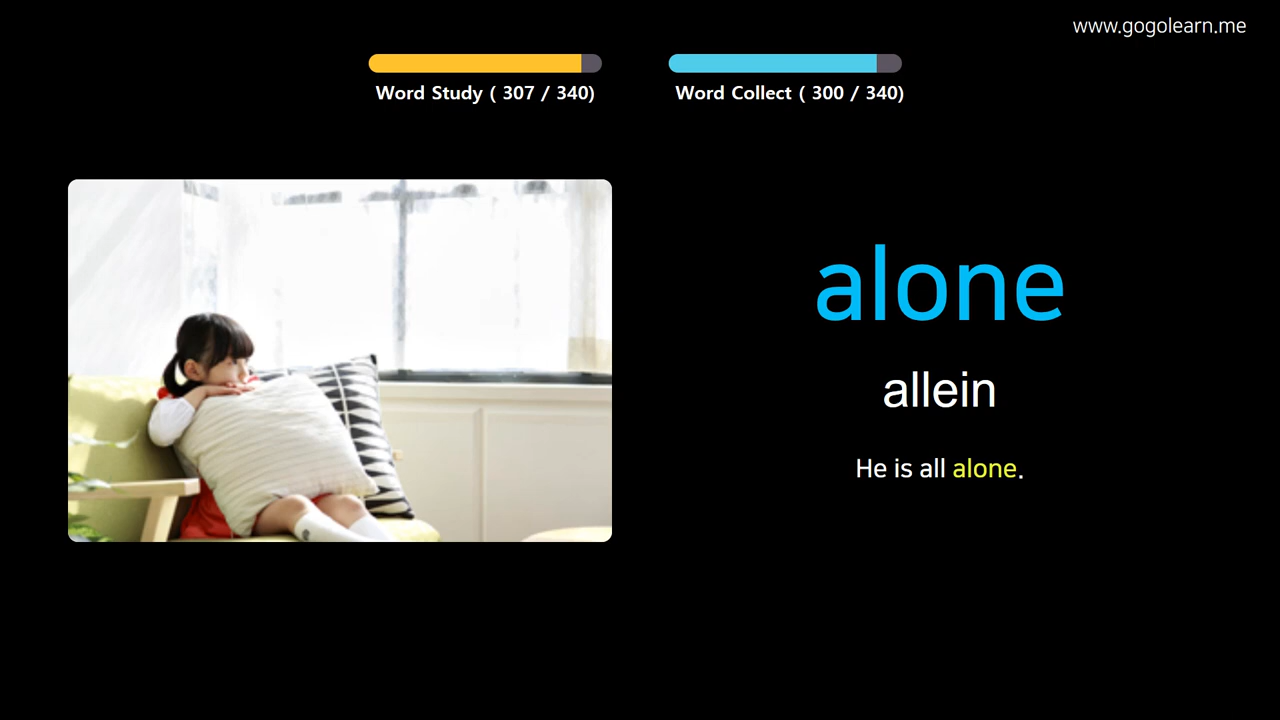 www.gogolearn.me
Word Study ( 307 / 340)
Word Collect ( 300 / 340)
alone
allein
He is all alone.